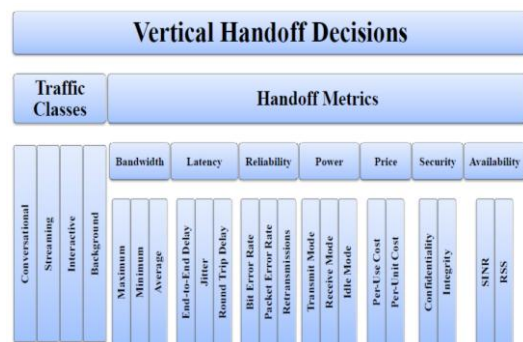 Vertical Handoff Decisions
Traffic
Classes
Handoff Metrics
Bandwidth
Latency
Reliability
Power
Price
Security
Availability
Conversational
Streaming
Interactive
Background
Maximum
Minimum
Average
End-to-End Delay
Jitter
Round Trip Delay
Bit Error Rate
Packet Error Rate
Retransmissions
Transmit Mode
Receive Mode
Idle Mode
Per-Use Cost
Per-Unit Cost
Confidentiality
Integrity
SINR
RSS